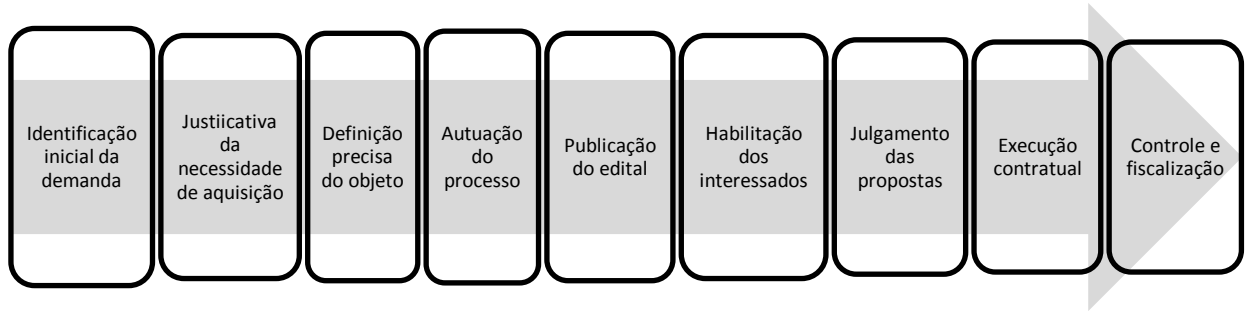 Identificação
inicial da
demanda
Justiicativa
da
necessidade
de aquisição
Definição
precisa
do objeto
Autuação
do
processo
Publicação
do edital
Habilitação
dos
interessados
Julgamento
das
propostas
Execução
contratual
Controle e
fiscalização